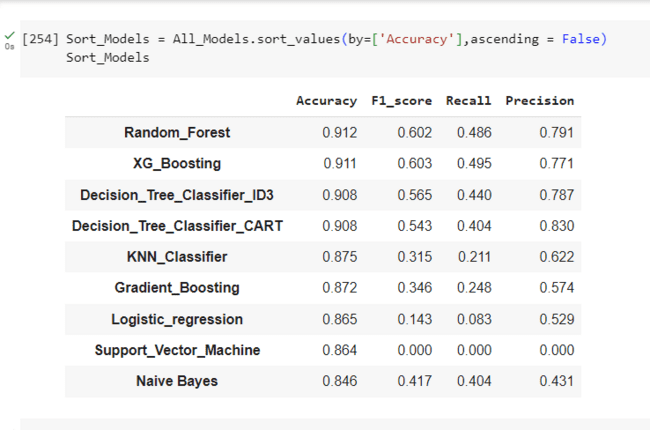 [254] Sort_Models = All_Models.sort_values(by=['Accuracy'],ascending = False)
0s
Sort_Models
Accuracy F1_score Recall Precision
Random_Forest 0.912 0.602 0.486 0.791
XG_Boosting 0.911 0.603 0.495 0.771
Decision_Tree_Classifier_ID3 0.908 0.565 0.440 0.787
Decision_Tree_Classifier_CART 0.908 0.543 0.404 0.830
KNN_Classifier 0.875 0.315 0.211 0.622
Gradient_Boosting 0.872 0.346 0.248 0.574
Logistic_regression 0.865 0.143 0.083 0.529
Support_Vector_Machine 0.864 0.000 0.000 0.000
Naive Bayes 0.846 0.417 0.404 0.431